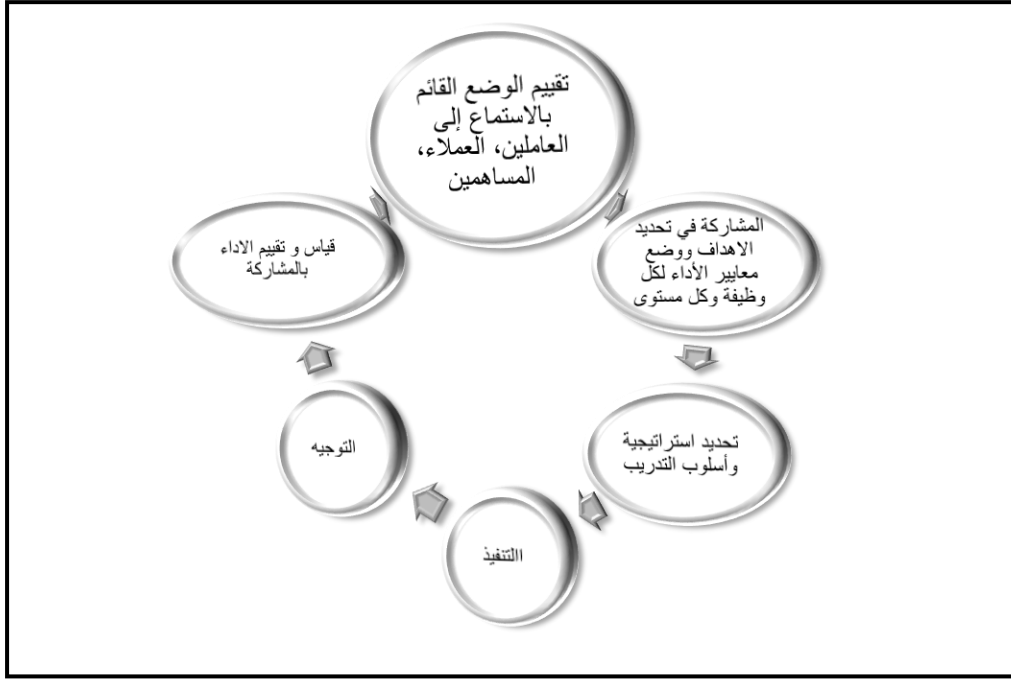 تقييم الوضع القائم
بالاستماع إلى
العاملين، العملاء،
المساهمين
المشاركة في تحديد
الاهداف ووضع
معايير الأداء لكل
وظيفة وكل مستوى
تحديد استراتيجية
وأسلوب التدريب
االتنفيذ
التوجيه
قياس و تقييم الاداء
بالمشاركة